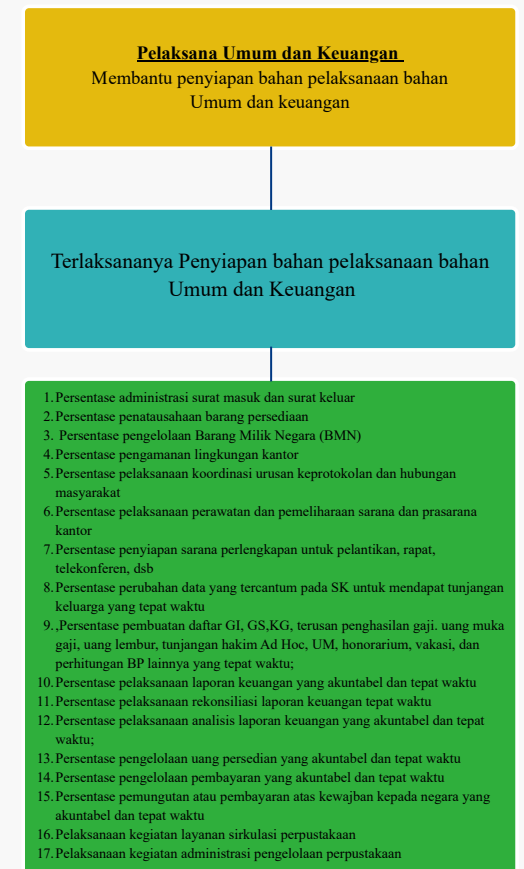 Pelaksana Umum dan Keuangan
Membantu penyiapan bahan pelaksanaan bahan
Umum dan keuangan
Terlaksananya Penyiapan bahan pelaksanaan bahan
Umum dan Keuangan
1. Persentase administrasi surat masuk dan surat keluar
2. Persentase penatausahaan barang persediaan
3. Persentase pengelolaan Barang Milik Negara (BMN)
4. Persentase pengamanan lingkungan kantor
5. Persentase pelaksanaan koordinasi urusan keprotokolan dan hubungan
masyarakat
6. Persentase pelaksanaan perawatan dan pemeliharaan sarana dan prasarana
kantor
7. Persentase penyiapan sarana perlengkapan untuk pelantikan, rapat,
telekonferen, dsb
8. Persentase perubahan data yang tercantum pada SK untuk mendapat tunjangan
keluarga yang tepat waktu
9. ,Persentase pembuatan daftar GI, GS,KG, terusan penghasilan gaji. uang muka
gaji, uang lembur, tunjangan hakim Ad Hoc, UM, honorarium, vakasi, dan
perhitungan BP lainnya yang tepat waktu;
10. Persentase pelaksanaan laporan keuangan yang akuntabel dan tepat waktu
11. Persentase pelaksanaan rekonsiliasi laporan keuangan tepat waktu
12. Persentase pelaksanaan analisis laporan keuangan yang akuntabel dan tepat
waktu;
13. Persentase pengelolaan uang persedian yang akuntabel dan tepat waktu
14. Persentase pengelolaan pembayaran yang akuntabel dan tepat waktu
15. Persentase pemungutan atau pembayaran atas kewajban kepada negara yang
akuntabel dan tepat waktu
16. Pelaksanaan kegiatan layanan sirkulasi perpustakaan
17. Pelaksanaan kegiatan administrasi pengelolaan perpustakaan